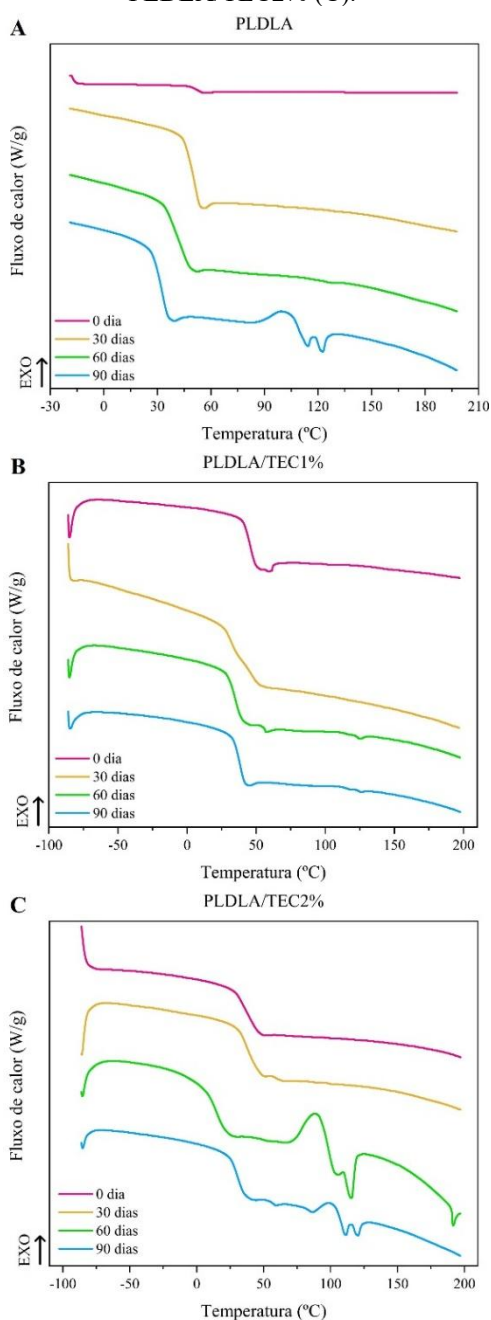 PLDLA/TEC2% (C).
A
PLDLA
Fluxo de calor (W/g)
0 dia
30 dias
60 dias
90 dias
EXO
-30 0 30 60 90 120 150 180 210
Temperatura (ºC)
B
PLDLA/TEC1%
Fluxo de calor (W/g)
0 dia
30 dias
60 dias
90 dias
EXO
-100 -50 0 50 100 150 200
Temperatura (ºC)
C
PLDLA/TEC2%
Fluxo de calor (W/g)
0 dia
30 dias
60 dias
90 dias
EXO
-100 -50 0 50 100 150 200
Temperatura (ºC)